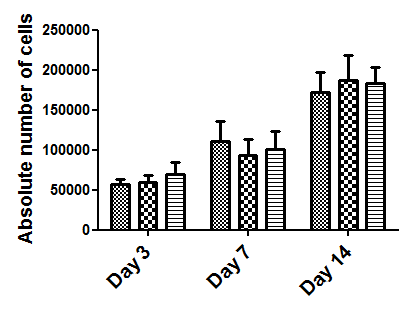 Absolute number of cells
250000
200000
150000
100000
50000
0
Day 3
Day 7
Day 14